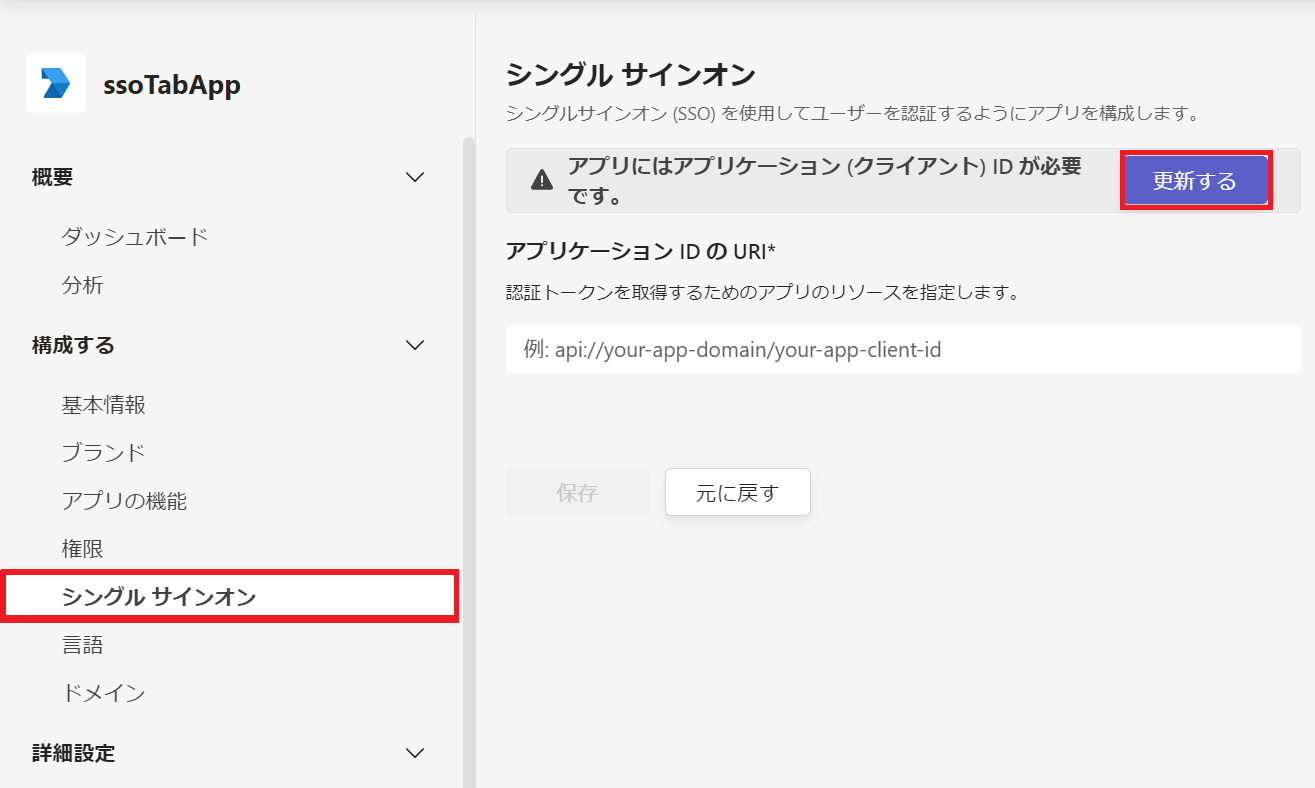 ssoTabApp
概要
ダッシュボード
分析
構成する
基本情報
ブランド
アプリの機能
権限
シングル サインオン
言語
ドメイン
詳細設定
シングル サインオン
シングルサインオン (SSO) を使用してユーザーを認証するようにアプリを構成します。
アプリにはアプリケーション (クライアント) ID が必要
です。
更新する
アプリケーション ID の URI*
認証トークンを取得するためのアプリのリソースを指定します。
例: api://your-app-domain/your-app-client-id
保存
元に戻す